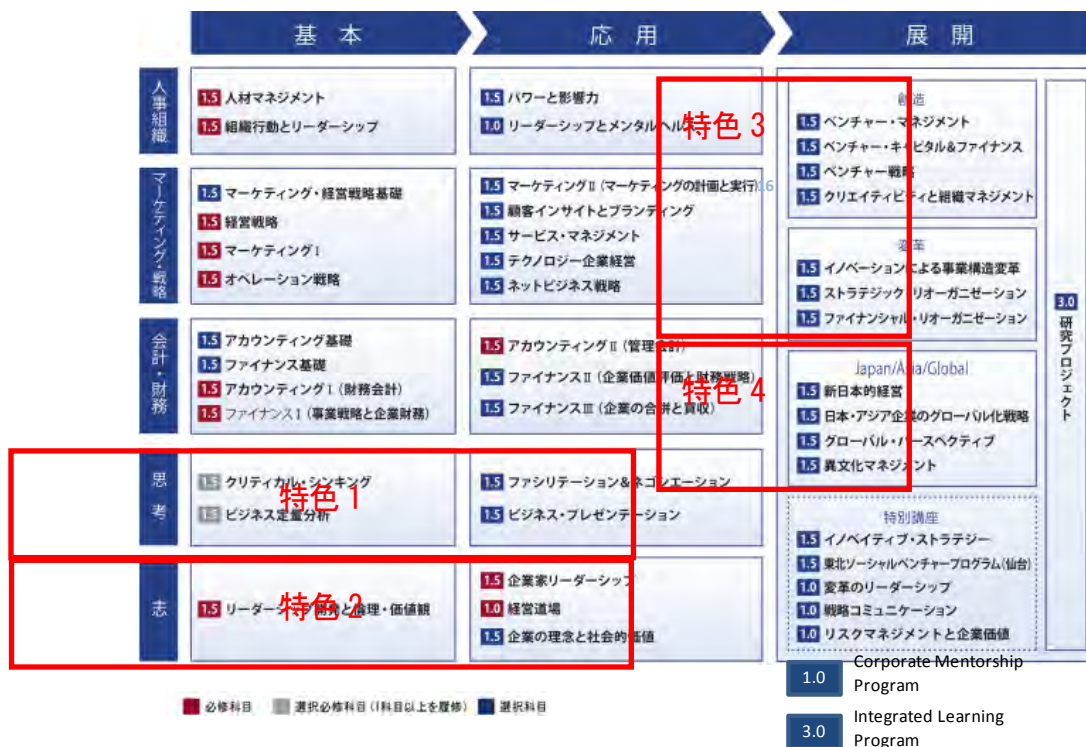 基 本
応 用
展 開
人事組織
1.5 人材マネジメント
1.5 組織行動とリーダーシップ
1.5 パワーと影響力
1.0 リーダーシップとメンタルヘルス
特色3
創造
1.5 ベンチャー・マネジメント
1.5 ベンチャー・キャピタル&ファイナンス
1.5 ベンチャー戦略
1.5 クリエイティビティと組織マネジメント
マーケティング・戦略
1.5 マーケティング・経営戦略基礎
1.5 経営戦略
1.5 マーケティングⅠ
1.5 オペレーション戦略
1.5 マーケティングⅡ(マーケティングの計画と実行)16
1.5 顧客インサイトとブランディング
1.5 サービス・マネジメント
1.5 テクノロジー企業経営
1.5 ネットビジネス戦略
変革
1.5 イノベーションによる事業構造変革
1.5 ストラテジック・リオーガニゼーション
1.5 ファイナンシャル・リオーガニゼーション
会計・財務
1.5 アカウンティング基礎
1.5 ファイナンス基礎
1.5 アカウンティングⅠ(財務会計)
1.5 ファイナンスⅠ(事業戦略と企業財務)
1.5 アカウンティングⅡ(管理会計)
1.5 ファイナンスⅡ(企業価値評価と財務戦略)
1.5 ファイナンスⅢ(企業の合併と買収)
特色4
Japan/Asia/Global
1.5 新日本的経営
1.5 日本・アジア企業のグローバル化戦略
1.5 グローバル・パースペクティブ
1.5 異文化マネジメント
3.0 研究プロジェクト
思考
1.5 クリティカル・シンキング
1.5 ビジネス定量分析
特色1
1.5 ファシリテーション&ネゴシエーション
1.5 ビジネス・プレゼンテーション
特別講座
1.5 イノベイティブ・ストラテジー
1.5 東北ソーシャルベンチャープログラム(仙台)
1.0 変革のリーダーシップ
1.0 戦略コミュニケーション
1.0 リスクマネジメントと企業価値
志
1.5 リーダーシップ開発と倫理・価値観
特色2
1.5 企業家リーダーシップ
1.0 経営道場
1.5 企業の理念と社会的価値
必修科目 選択必修科目(1科目以上を履修) 選択科目
1.0 Corporate Mentorship
Program
3.0 Integrated Learning
Program